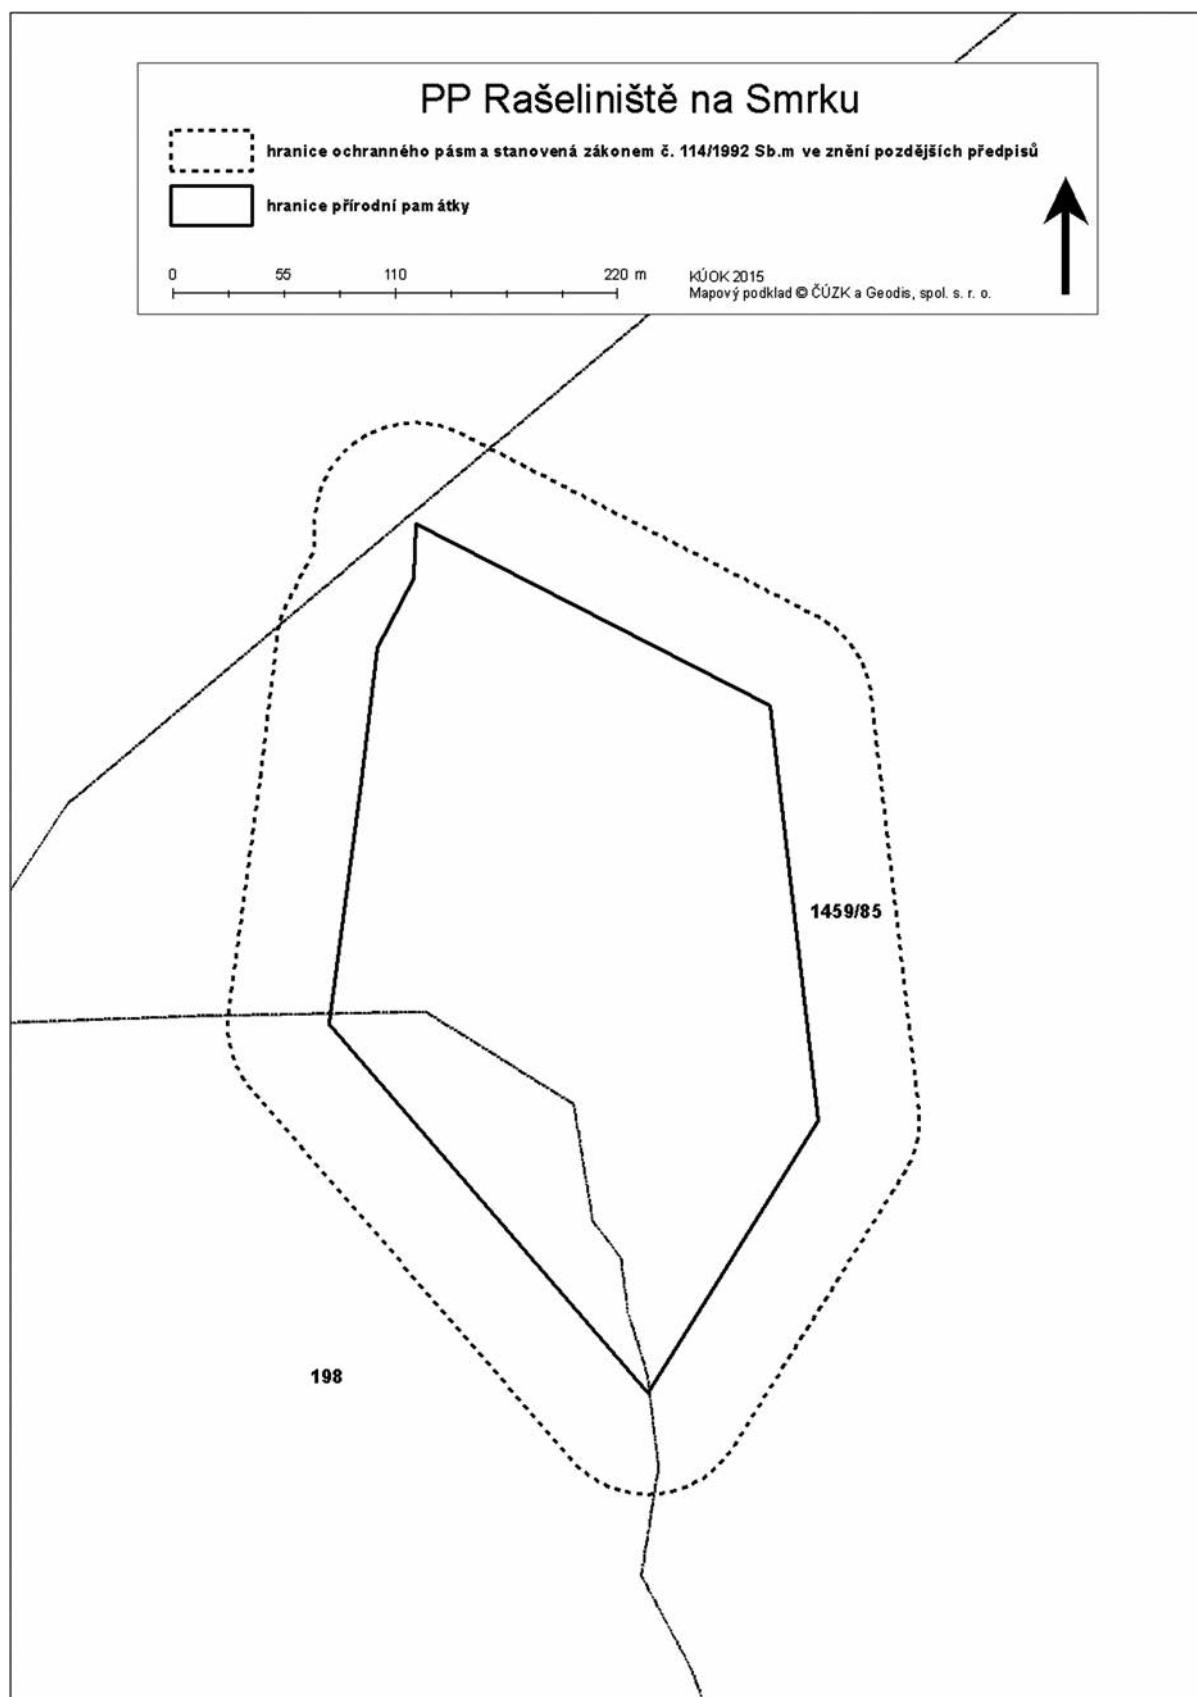 PP Rašeliniště na Smrku
hranice ochranného pásma stanovená zákonem č. 114/1992 Sb.m ve znění pozdějších předpisů
hranice přírodní památky
0 55 110 220 m
KÚOK 2015
Mapový podklad © ČÚZK a Geodis, spol. s. r. o.
1459/85
198